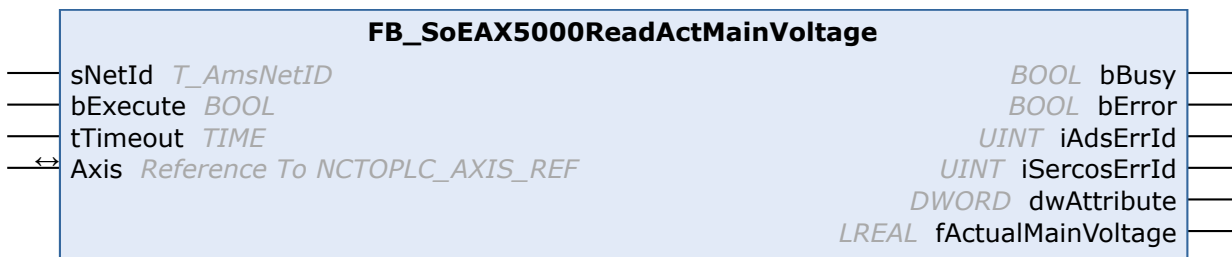 FB_SoEAX5000ReadActMainVoltage
sNetId T_AmsNetID BOOL bBusy
bExecute BOOL BOOL bError
tTimeout TIME UINT iAdsErrId
↔ Axis Reference To NCTOPLC_AXIS_REF UINT iSercosErrId
DWORD dwAttribute
LREAL fActualMainVoltage